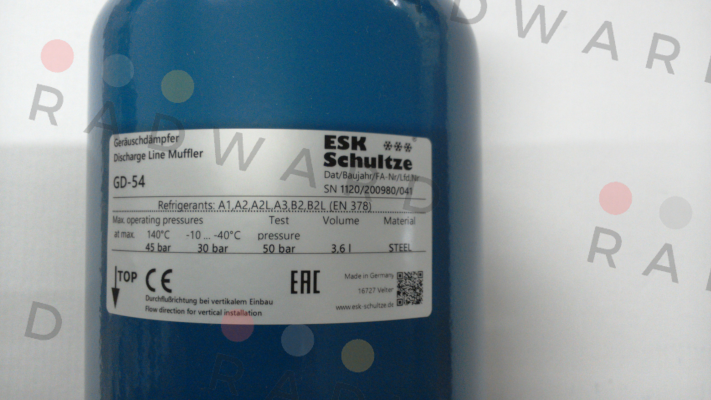 RADWARD
Geräuschdämpfer
Discharge Line Muffler
GD-54
ESK
Schultze
Dat/Baujahr/FA-Nr/Lfd.Nr
SN 1120/200980/041
Refrigerants: A1,A2,A2L,A3,B2,B2L (EN 378)
Max. operating pressures Test Volume Material
at max. 140°C -10 ... -40°C pressure
45 bar 30 bar 50 bar 3,6 l STEEL
TOP CE EAC
Made in Germany
16727 Velten
www.esk-schultze.de
Durchflußrichtung bei vertikalem Einbau
Flow direction for vertical installation